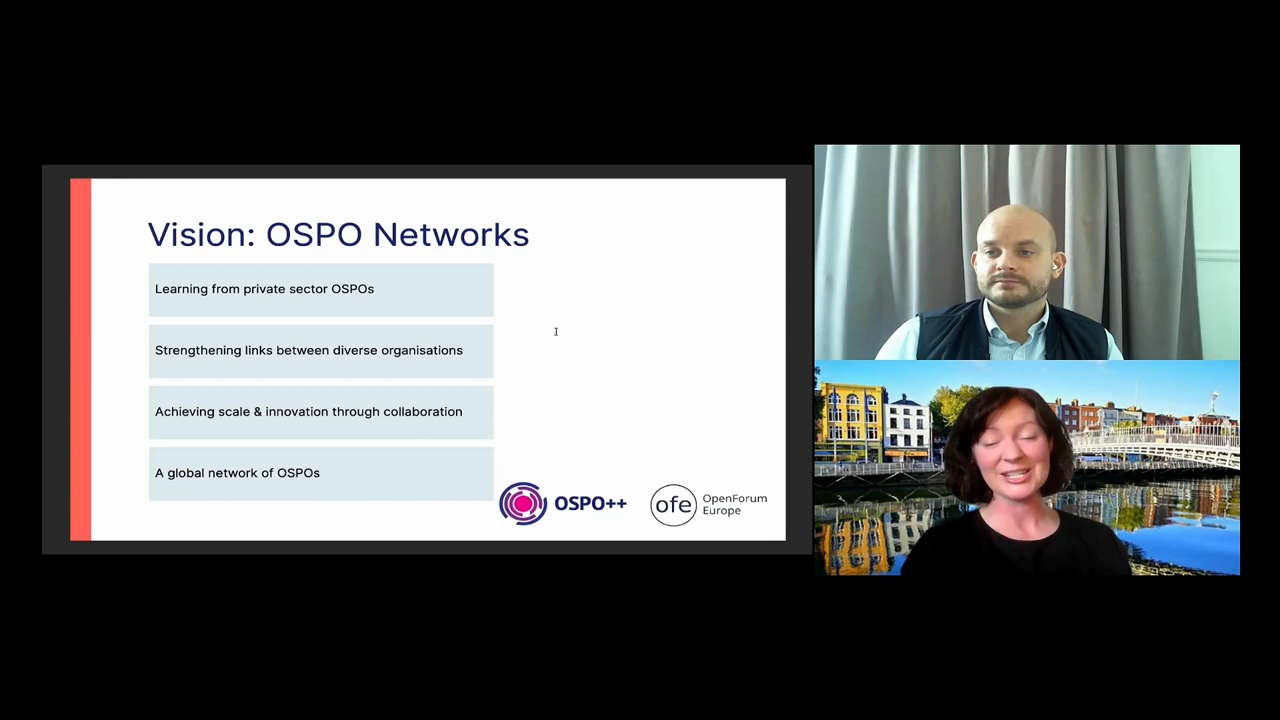 Vision: OSPO Networks
Learning from private sector OSPOs
Strengthening links between diverse organisations
Achieving scale & innovation through collaboration
A global network of OSPOs
OSPO++
ofe
OpenForum
Europe